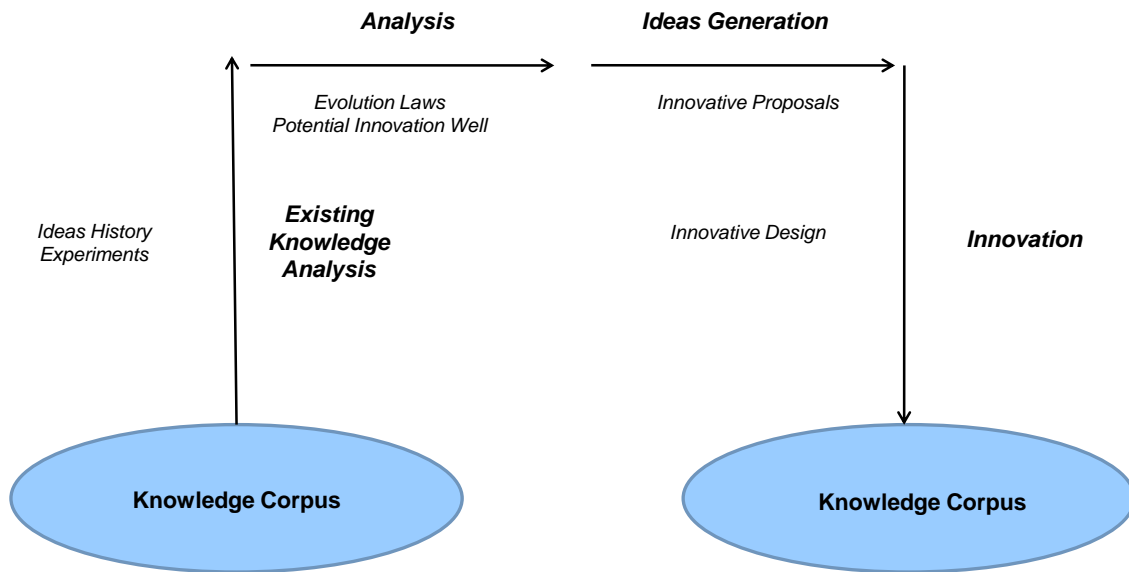 Analysis
Ideas Generation
Evolution Laws
Potential Innovation Well
Innovative Proposals
Ideas History
Experiments
Existing
Knowledge
Analysis
Innovative Design
Innovation
Knowledge Corpus
Knowledge Corpus